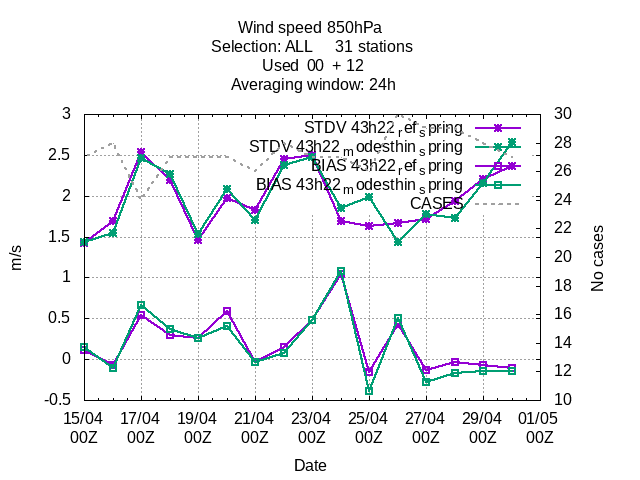 Wind speed 850hPa
Selection: ALL 31 stations
Used 00 + 12
Averaging window: 24h
STDV 43h22_ref_spring
STDV 43h22_modesthin_spring
BIAS 43h22_ref_spring
BIAS 43h22_modesthin_spring
CASES
3
2.5
2
1.5
1
0.5
0
-0.5
m/s
30
28
26
24
22
20
18
16
14
12
10
No cases
15/04 17/04 19/04 21/04 23/04 25/04 27/04 29/04 01/05
00Z 00Z 00Z 00Z 00Z 00Z 00Z 00Z 00Z
Date